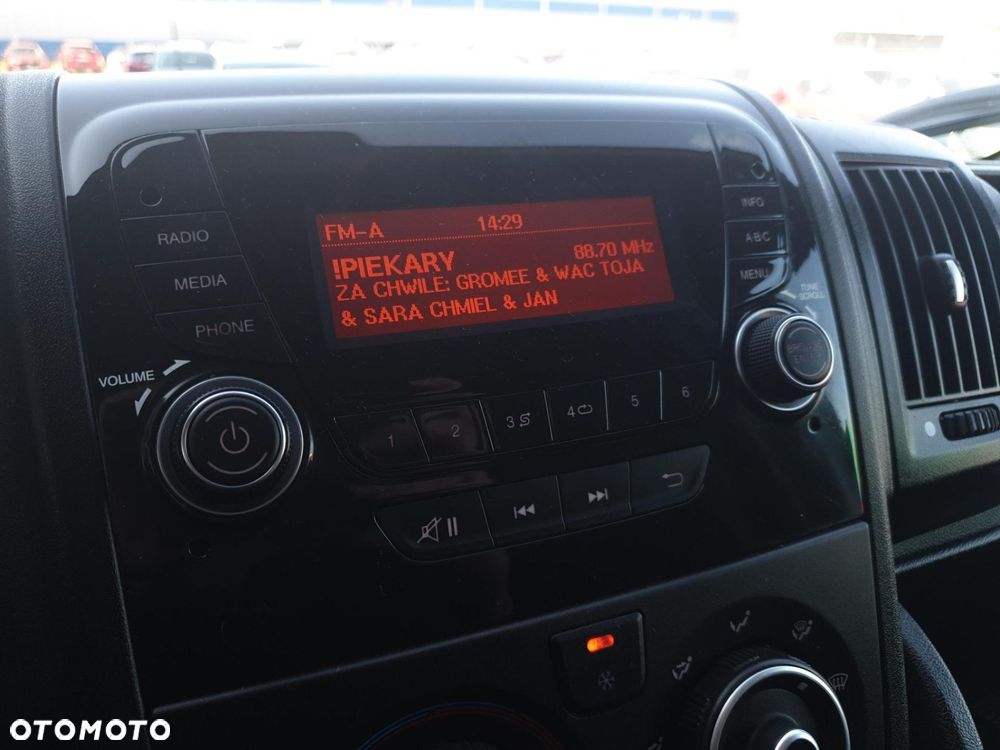 RADIO
MEDIA
PHONE
VOLUME
FM-A 14:29
!PIEKARY 88.70 MHz
ZA CHWILE: GROMEE & WAC TOJA
& SARA CHMIEL & JAN
INFO
A·B·C
MENU
TUNE
SCROLL
1 2 3 4 5 6
OTOMOTO